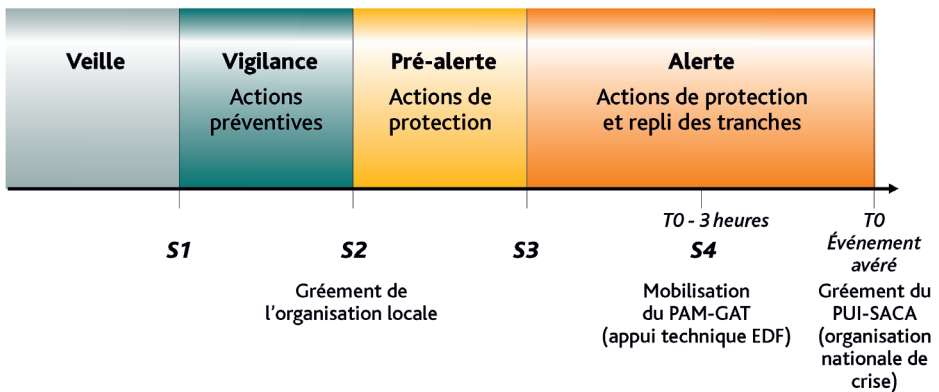 Veille
Vigilance
Actions
préventives
Pré-alerte
Actions de
protection
Alerte
Actions de protection
et repli des tranches
S1
S2
Gréement de
l'organisation locale
S3
T0 - 3 heures
S4
Mobilisation
du PAM-GAT
(appui technique EDF)
T0
Événement
avéré
Gréement du
PUI-SACA
(organisation
nationale de
crise)